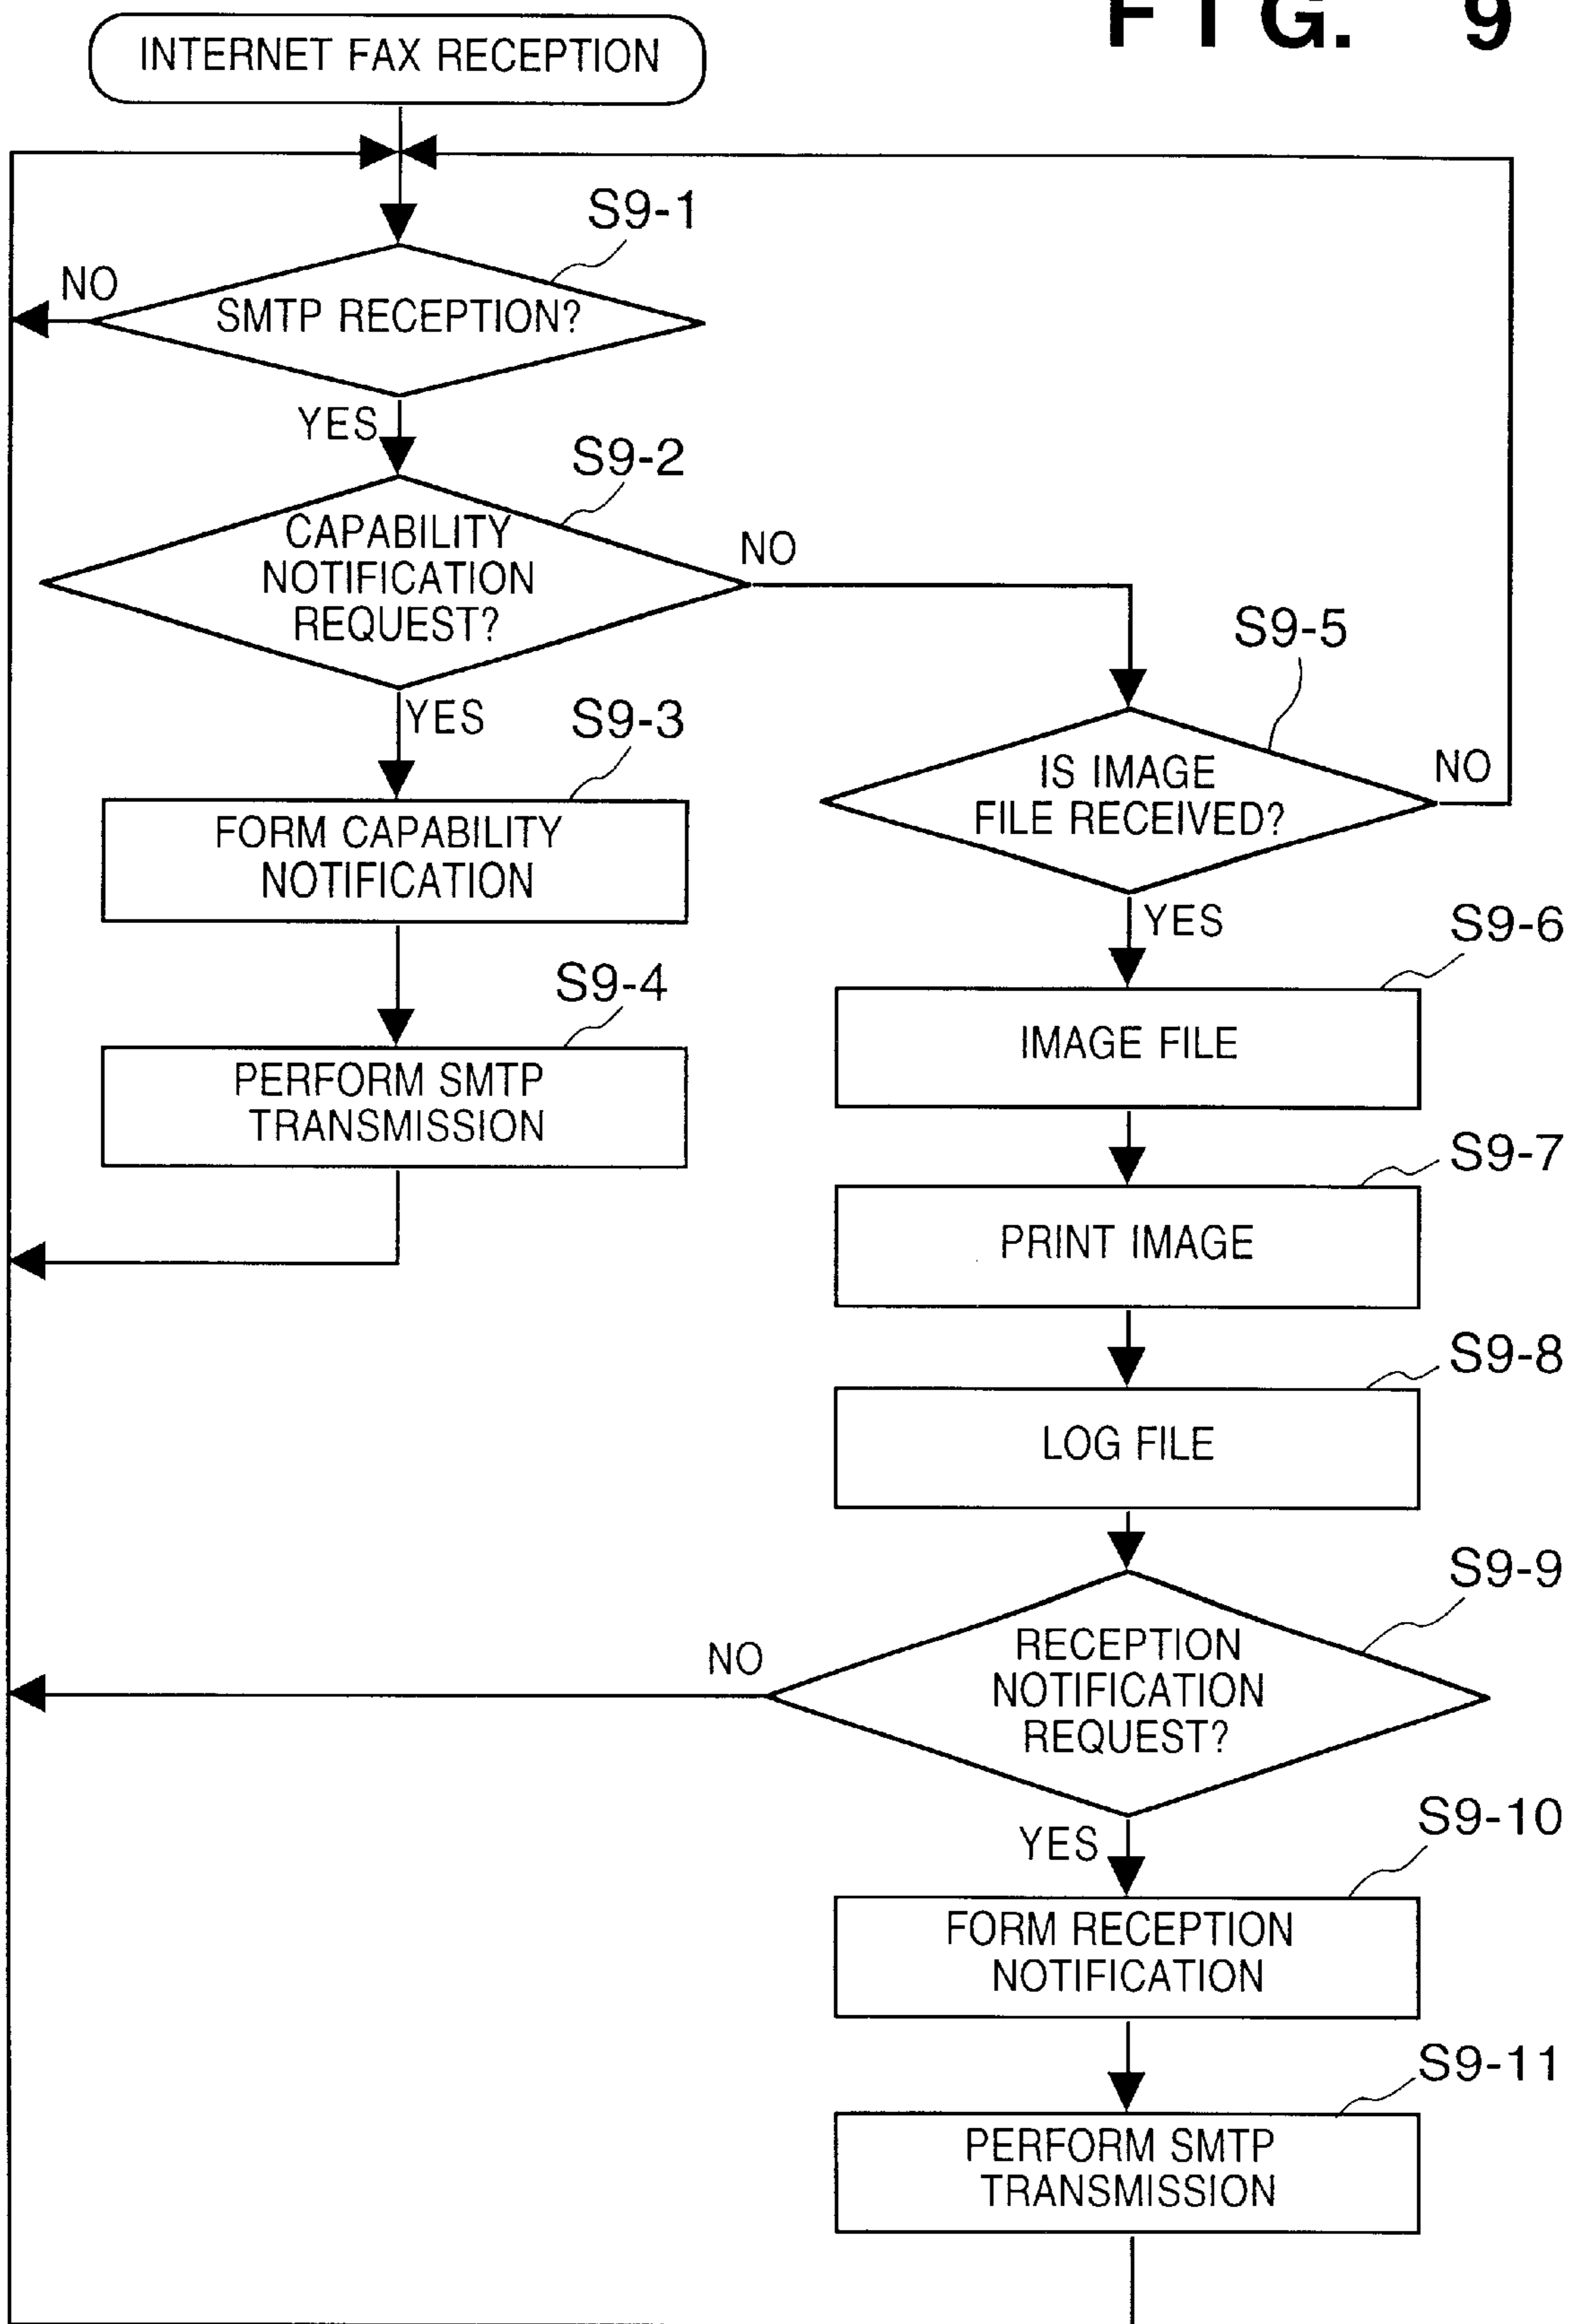 FIG. 9
INTERNET FAX RECEPTION
S9-1
NO
SMTP RECEPTION?
YES
S9-2
CAPABILITY
NOTIFICATION
REQUEST?
NO
YES
S9-3
FORM CAPABILITY
NOTIFICATION
S9-4
PERFORM SMTP
TRANSMISSION
S9-5
IS IMAGE
FILE RECEIVED?
NO
YES
S9-6
IMAGE FILE
S9-7
PRINT IMAGE
S9-8
LOG FILE
S9-9
RECEPTION
NOTIFICATION
REQUEST?
NO
YES
S9-10
FORM RECEPTION
NOTIFICATION
S9-11
PERFORM SMTP
TRANSMISSION